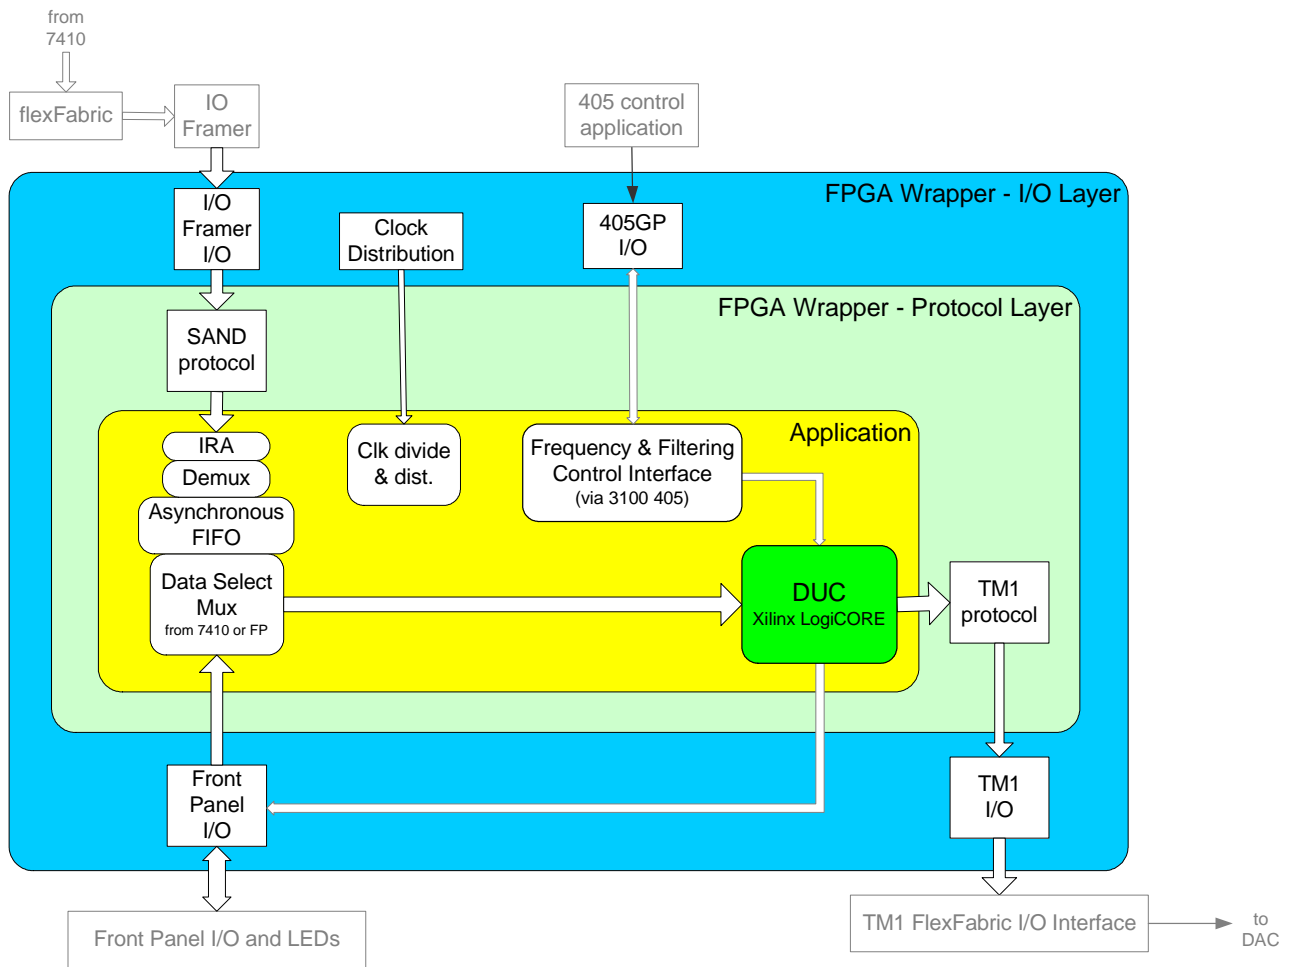 from
7410
flexFabric
IO
Framer
405 control
application
FPGA Wrapper - I/O Layer
I/O
Framer
I/O
Clock
Distribution
405GP
I/O
FPGA Wrapper - Protocol Layer
SAND
protocol
Application
IRA
Demux
Asynchronous
FIFO
Data Select
Mux
from 7410 or FP
Clk divide
& dist.
Frequency & Filtering
Control Interface
(via 3100 405)
DUC
Xilinx LogiCORE
TM1
protocol
Front
Panel
I/O
TM1
I/O
Front Panel I/O and LEDs
TM1 FlexFabric I/O Interface
to
DAC